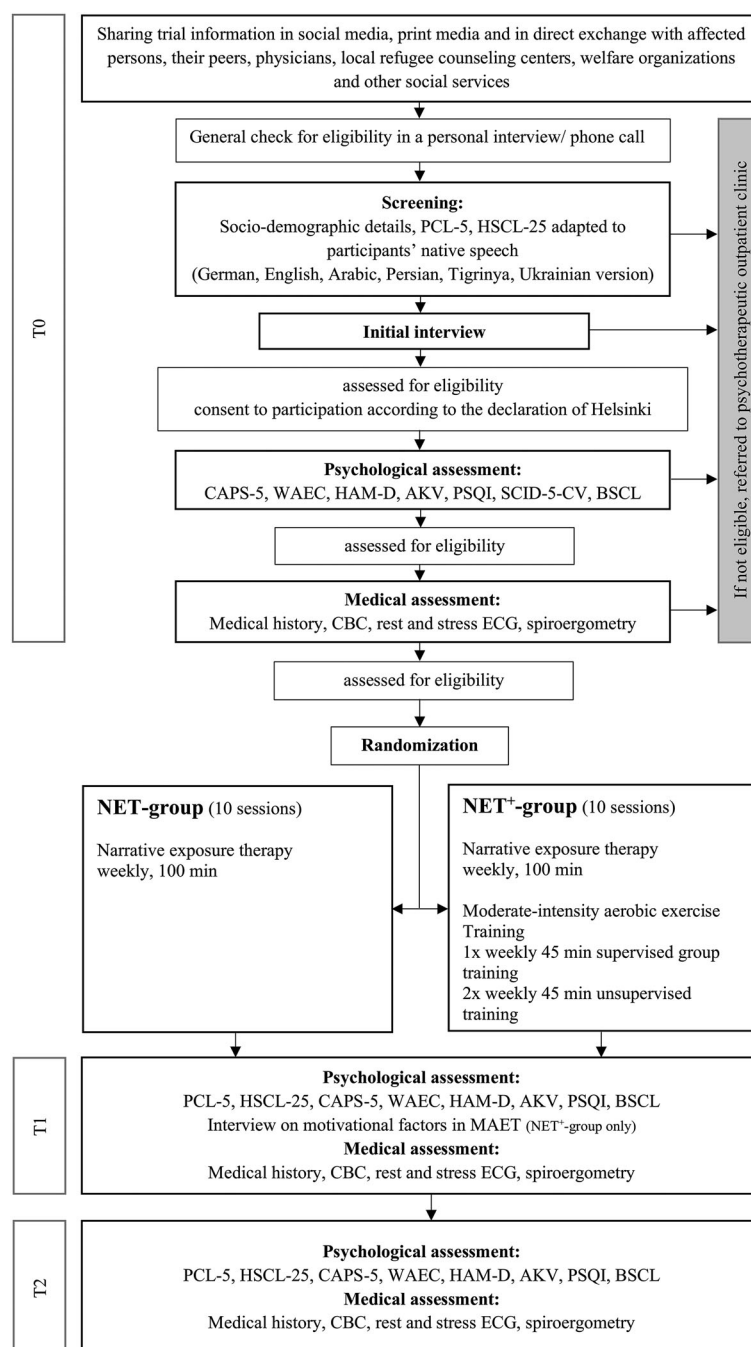 Sharing trial information in social media, print media and in direct exchange with affected
persons, their peers, physicians, local refugee counseling centers, welfare organizations
and other social services
General check for eligibility in a personal interview/ phone call
Screening:
Socio-demographic details, PCL-5, HSCL-25 adapted to
participants’ native speech
(German, English, Arabic, Persian, Tigrinya, Ukrainian version)
T0
If not eligible, referred to psychotherapeutic outpatient clinic
Initial interview
assessed for eligibility
consent to participation according to the declaration of Helsinki
Psychological assessment:
CAPS-5, WAEC, HAM-D, AKV, PSQI, SCID-5-CV, BSCL
assessed for eligibility
Medical assessment:
Medical history, CBC, rest and stress ECG, spiroergometry
assessed for eligibility
Randomization
NET-group (10 sessions)
Narrative exposure therapy
weekly, 100 min
NET⁺-group (10 sessions)
Narrative exposure therapy
weekly, 100 min
Moderate-intensity aerobic exercise
Training
1x weekly 45 min supervised group
training
2x weekly 45 min unsupervised
training
T1
Psychological assessment:
PCL-5, HSCL-25, CAPS-5, WAEC, HAM-D, AKV, PSQI, BSCL
Interview on motivational factors in MAET (NET⁺-group only)
Medical assessment:
Medical history, CBC, rest and stress ECG, spiroergometry
T2
Psychological assessment:
PCL-5, HSCL-25, CAPS-5, WAEC, HAM-D, AKV, PSQI, BSCL
Medical assessment:
Medical history, CBC, rest and stress ECG, spiroergometry